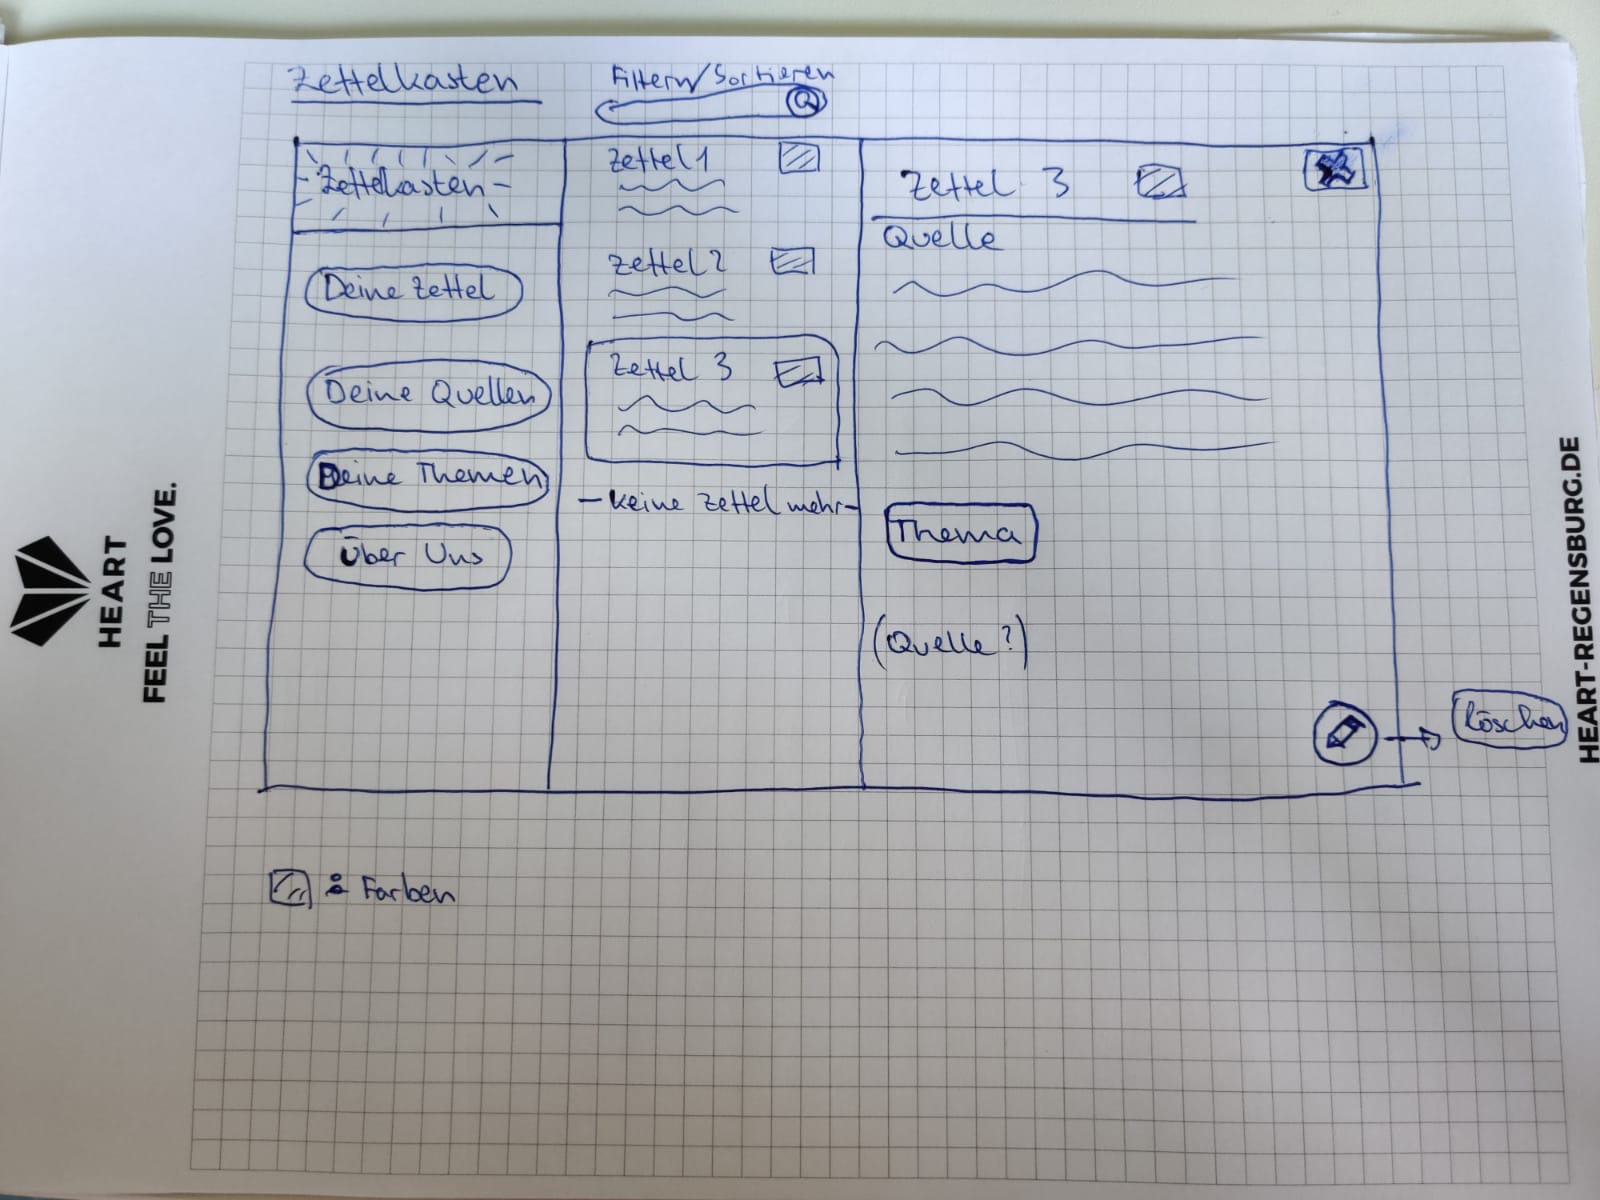 Zettelkasten
Filtern/Sortieren
Zettelkasten
Deine Zettel
Deine Quellen
Deine Themen
Über Uns
Zettel 1
Zettel 2
Zettel 3
- keine Zettel mehr -
Zettel 3
Quelle
Thema
(Quelle?)
löschen
: Farben
HEART
FEEL THE LOVE.
HEART-REGENSBURG.DE